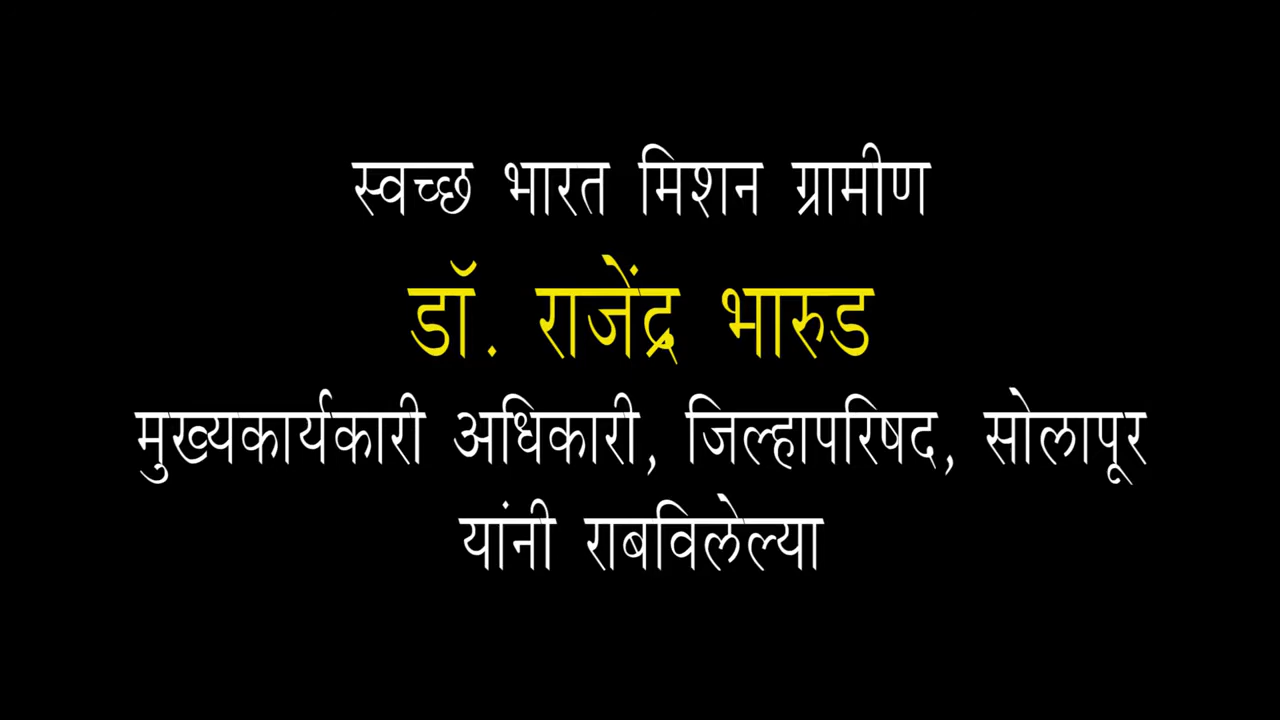 स्वच्छ भारत मिशन ग्रामीण
डॉ. राजेंद्र भारुड
मुख्यकार्यकारी अधिकारी, जिल्हापरिषद, सोलापूर
यांनी राबविलेल्या